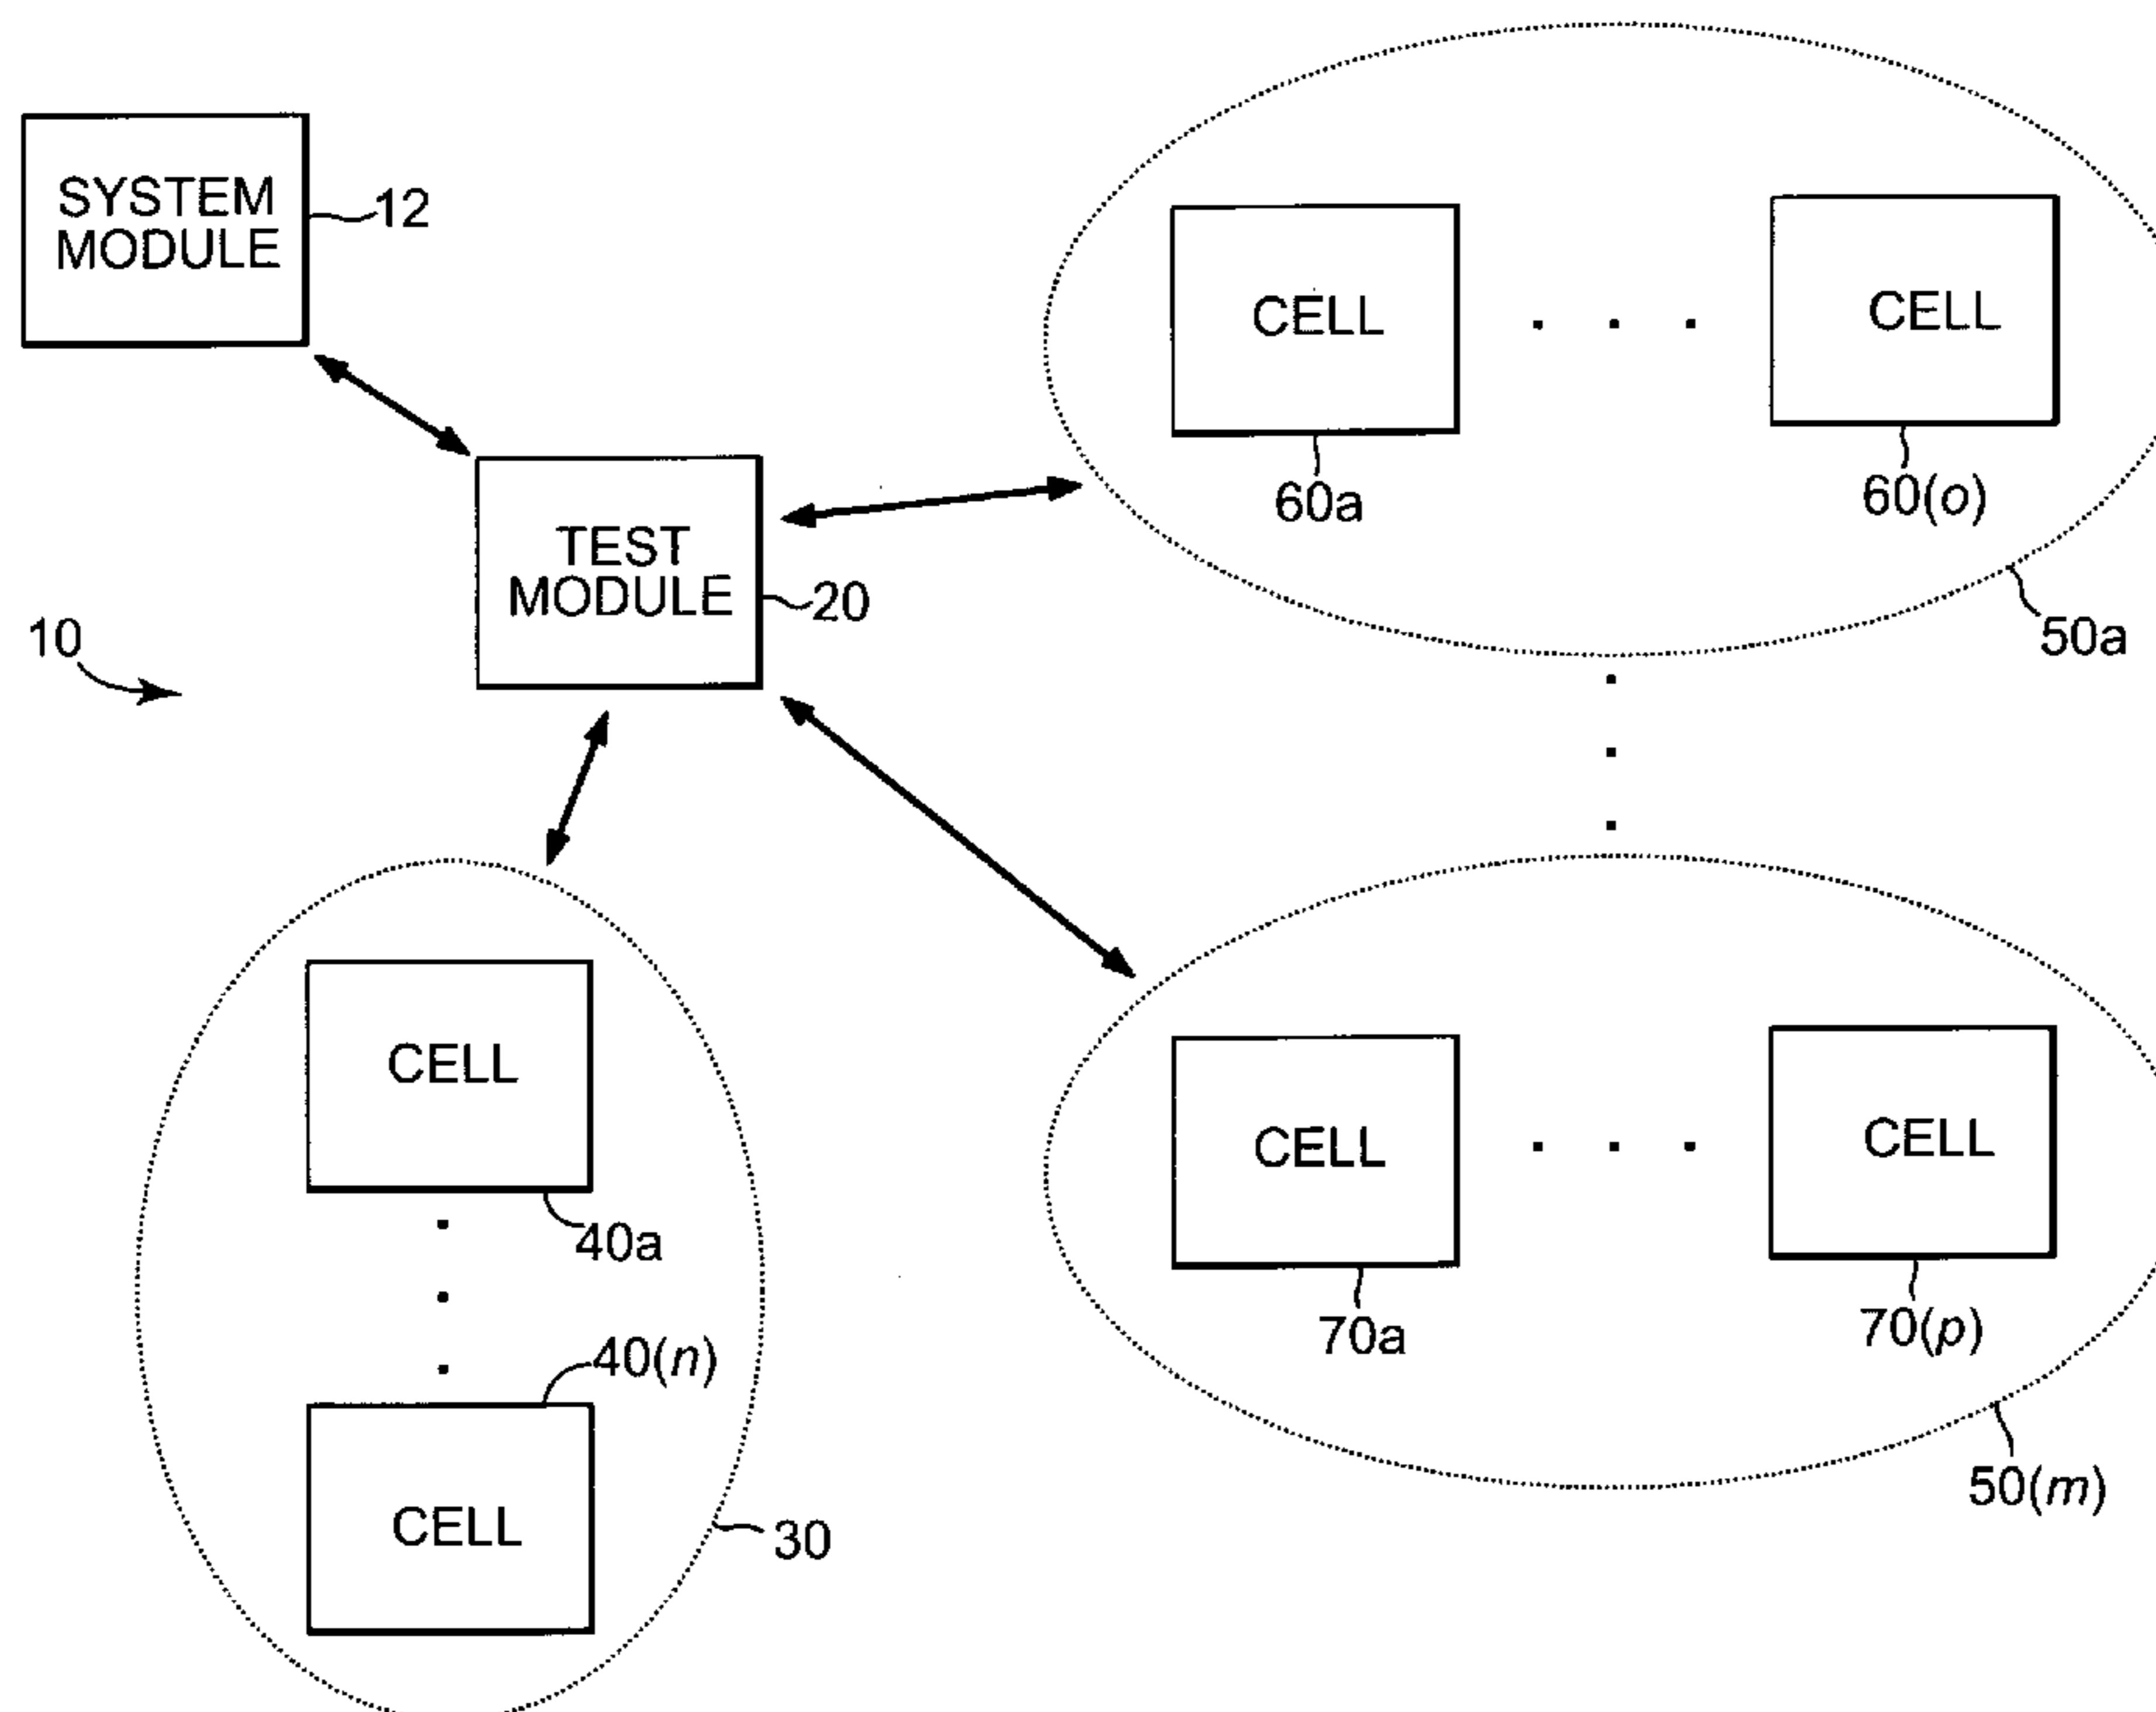 SYSTEM
MODULE
12
CELL
CELL
60a
60(o)
50a
TEST
MODULE
20
10
CELL
40a
40(n)
CELL
30
CELL
CELL
70a
70(p)
50(m)